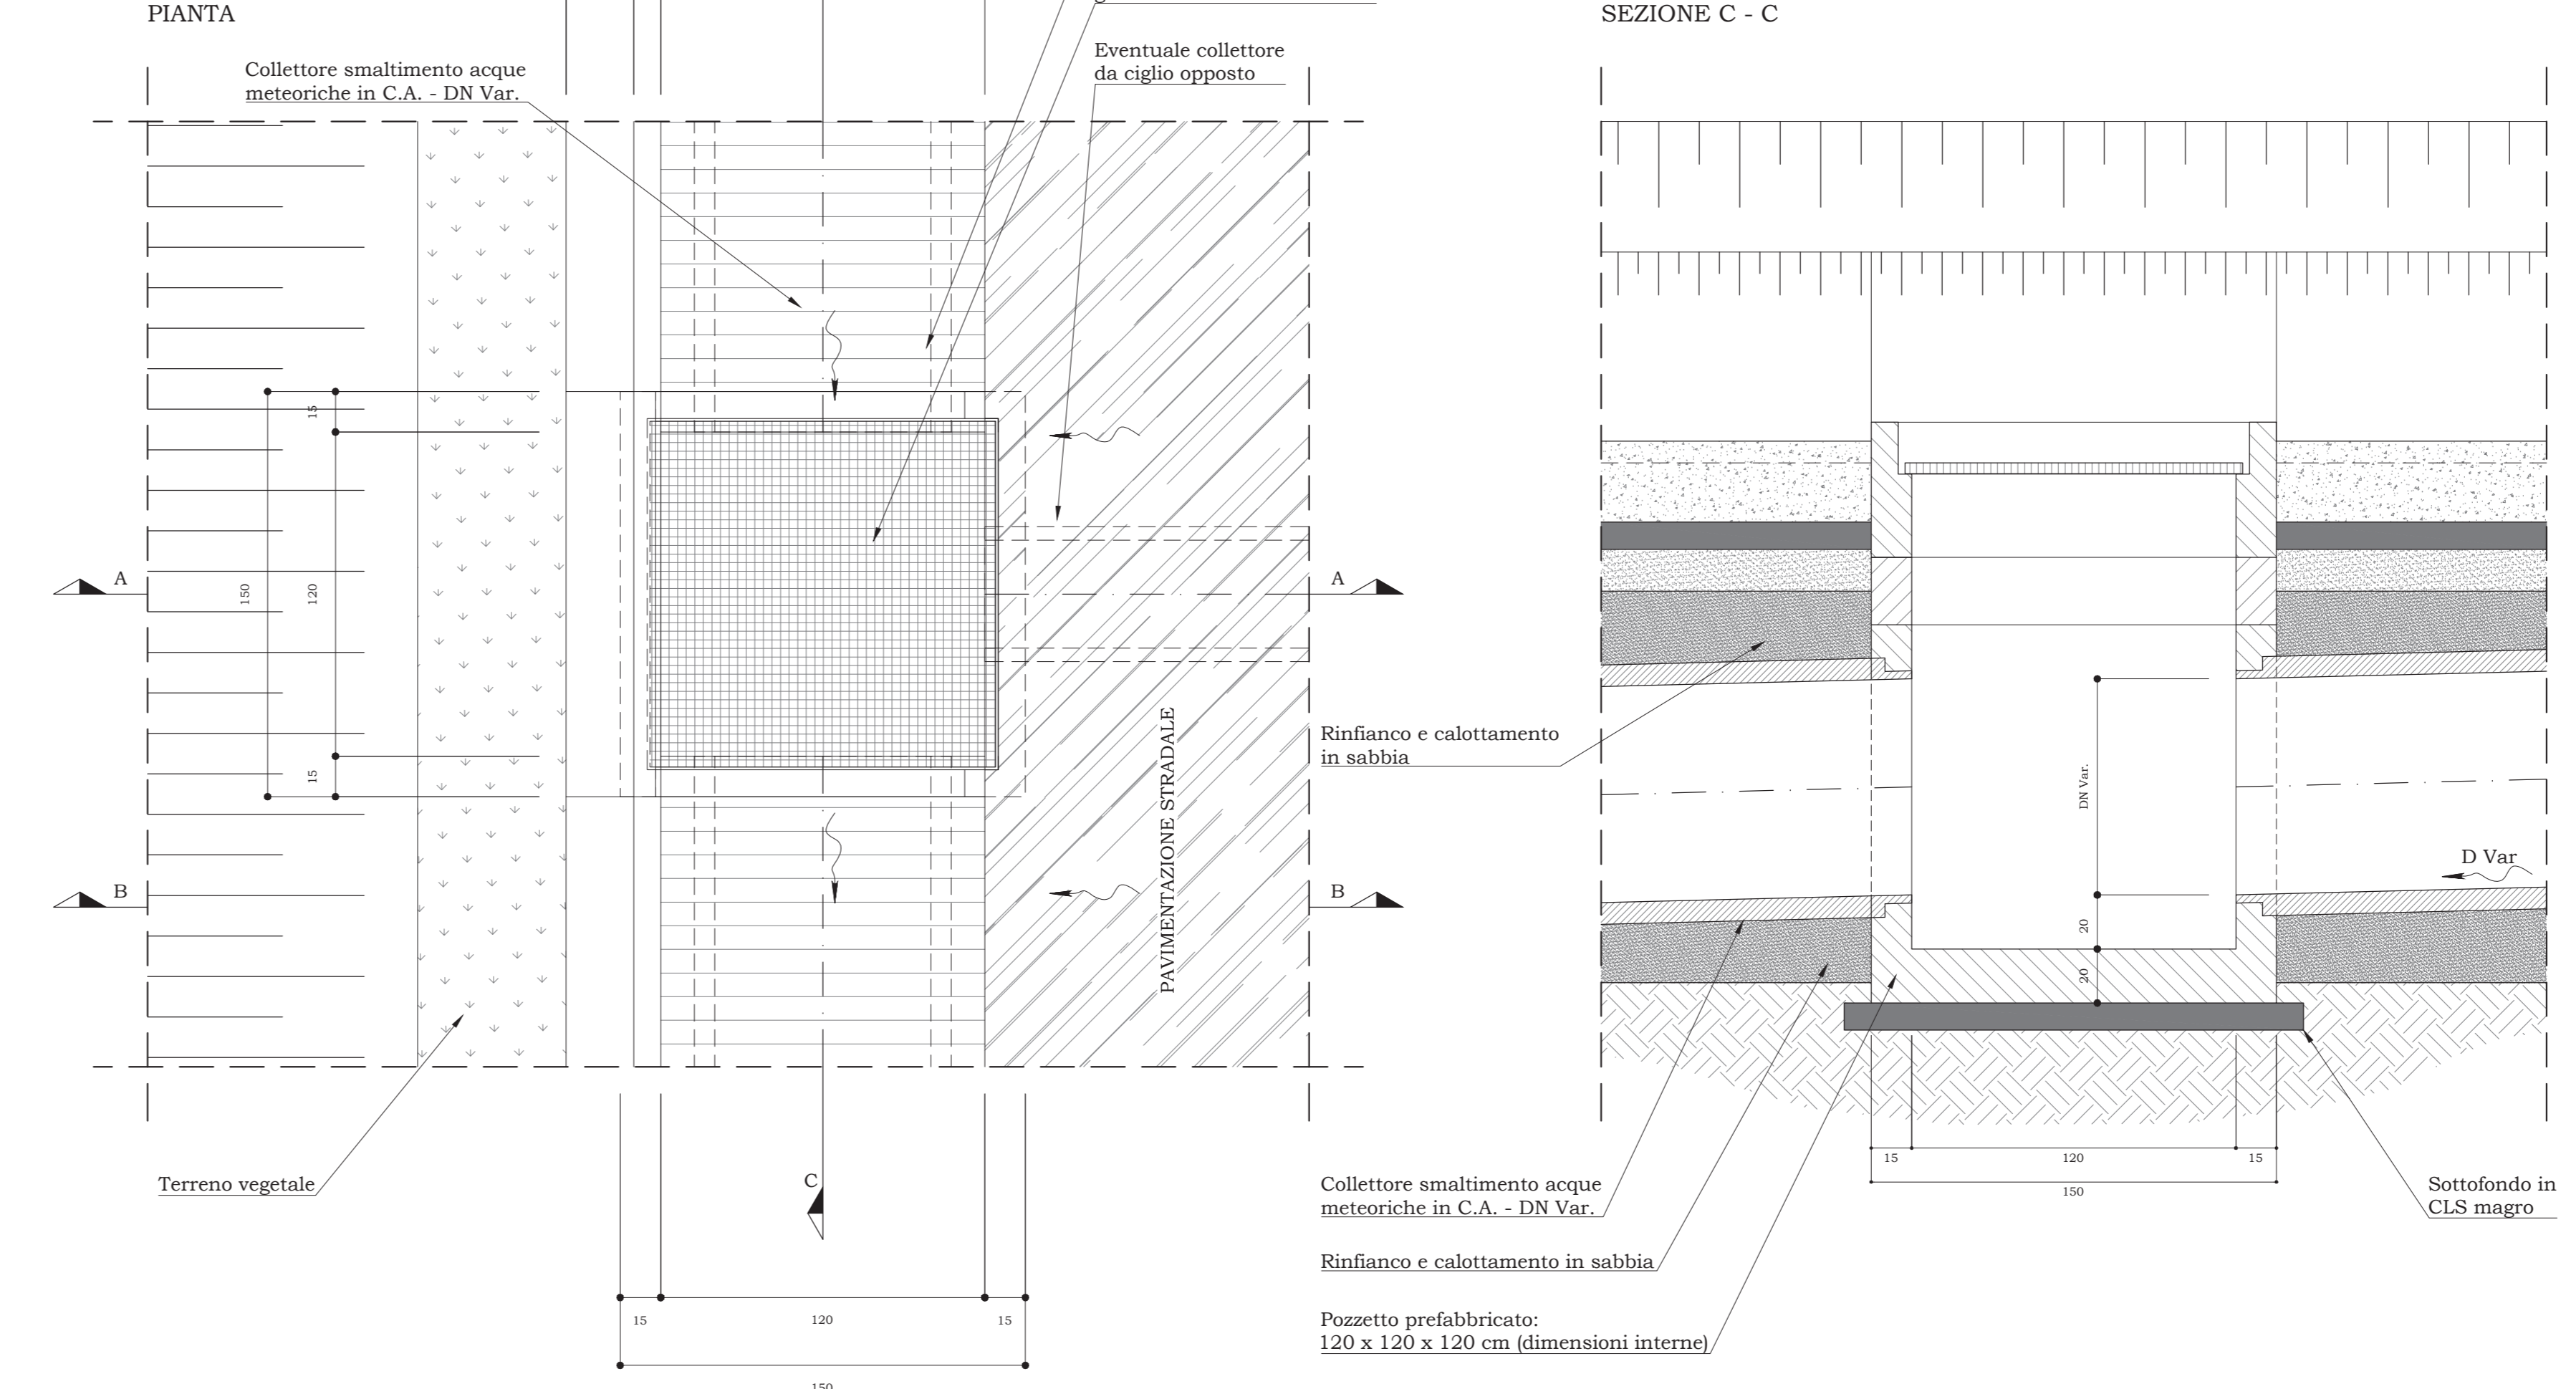 PIANTA
Collettore smaltimento acque
meteoriche in C.A. - DN Var.
Eventuale collettore
da ciglio opposto
15
150
120
15
A
A
B
B
PAVIMENTAZIONE STRADALE
Terreno vegetale
C
15
120
15
150
SEZIONE C - C
Rinfianco e calottamento
in sabbia
DN Var.
D Var
20
20
15
120
15
150
Collettore smaltimento acque
meteoriche in C.A. - DN Var.
Rinfianco e calottamento in sabbia
Pozzetto prefabbricato:
120 x 120 x 120 cm (dimensioni interne)
Sottofondo in
CLS magro